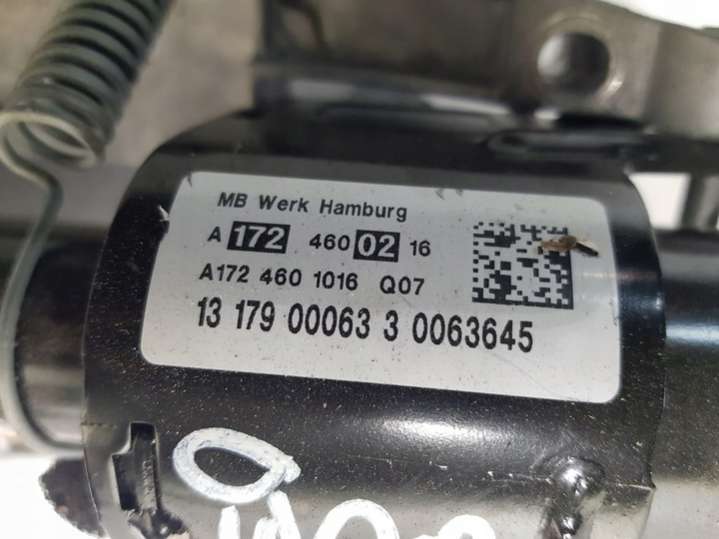 MB Werk Hamburg
A 172 460 02 16
A172 460 1016 Q07
13 179 00063 3 0063645